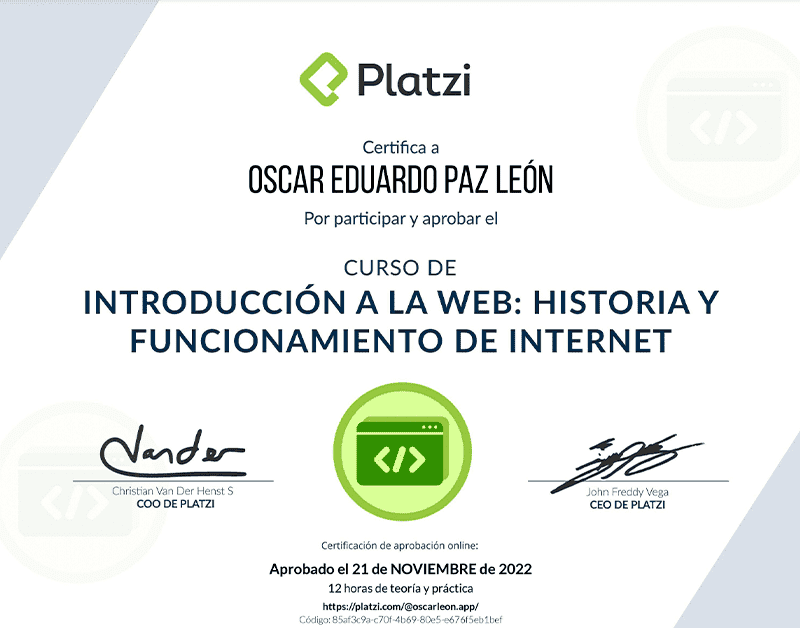 Platzi
Certifica a
OSCAR EDUARDO PAZ LEÓN
Por participar y aprobar el
CURSO DE
INTRODUCCIÓN A LA WEB: HISTORIA Y
FUNCIONAMIENTO DE INTERNET
</>
Vander
Christian Van Der Henst S
COO DE PLATZI
John Freddy Vega
CEO DE PLATZI
Certificación de aprobación online:
Aprobado el 21 de NOVIEMBRE de 2022
12 horas de teoría y práctica
https://platzi.com/@oscarleon.app/
Código: 85af3c9a-c70f-4b69-80e5-e676f5eb1bef